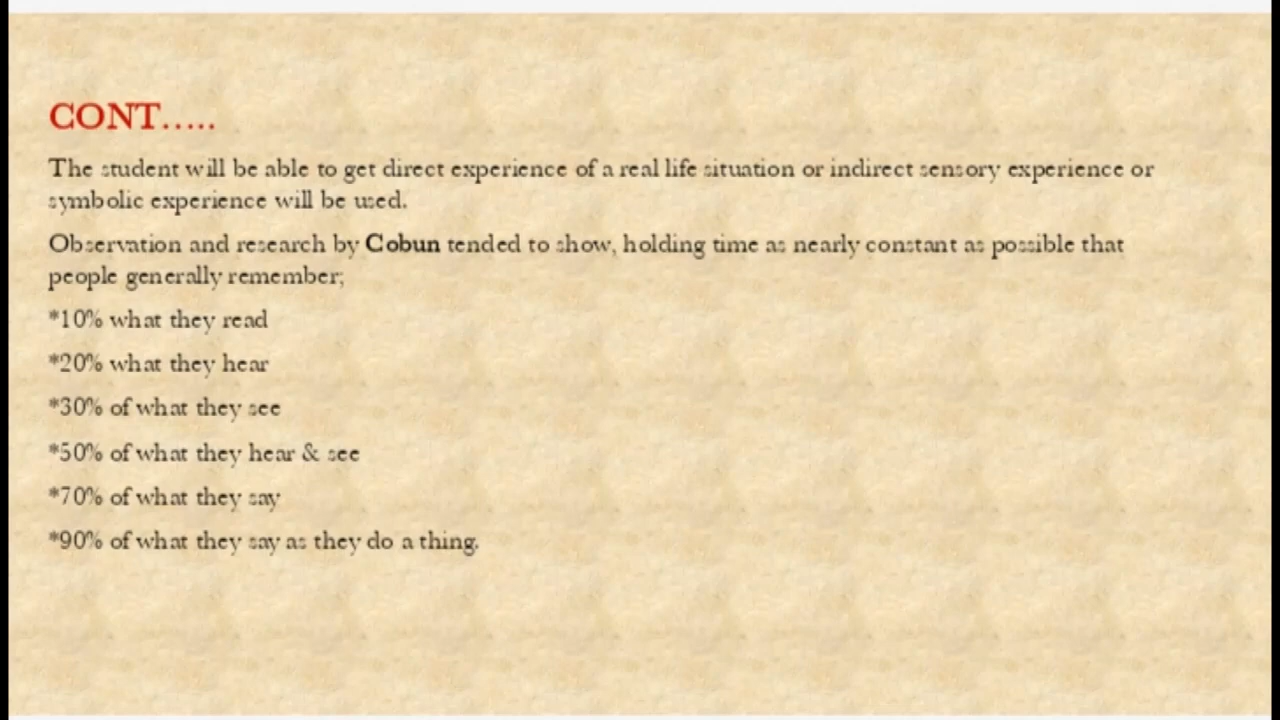 CONT.....
The student will be able to get direct experience of a real life situation or indirect sensory experience or
symbolic experience will be used.
Observation and research by Cobun tended to show, holding time as nearly constant as possible that
people generally remember;
*10% what they read
*20% what they hear
*30% of what they see
*50% of what they hear & see
*70% of what they say
*90% of what they say as they do a thing.